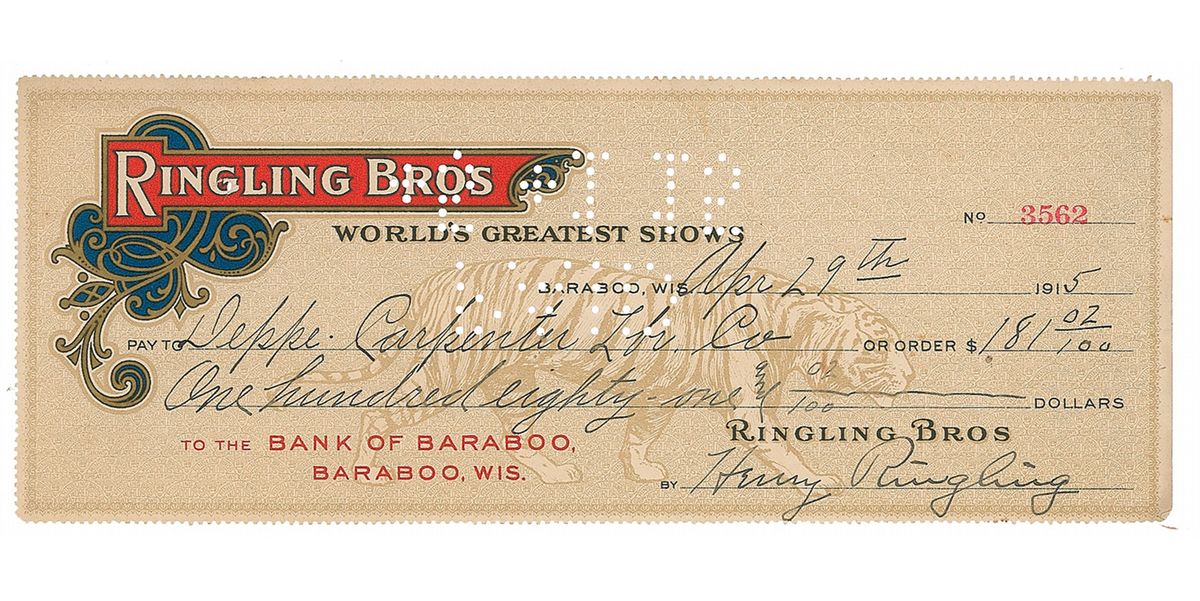 RINGLING BROS
WORLD'S GREATEST SHOWS
No 3562
BARABOO, WIS. Apr 29th 1915
PAY TO Deppe. Carpenter Lbr. Co OR ORDER $ 181 02/100
One hundred eighty-one & 02/100 DOLLARS
TO THE BANK OF BARABOO,
BARABOO, WIS.
RINGLING BROS
BY Henry Ringling